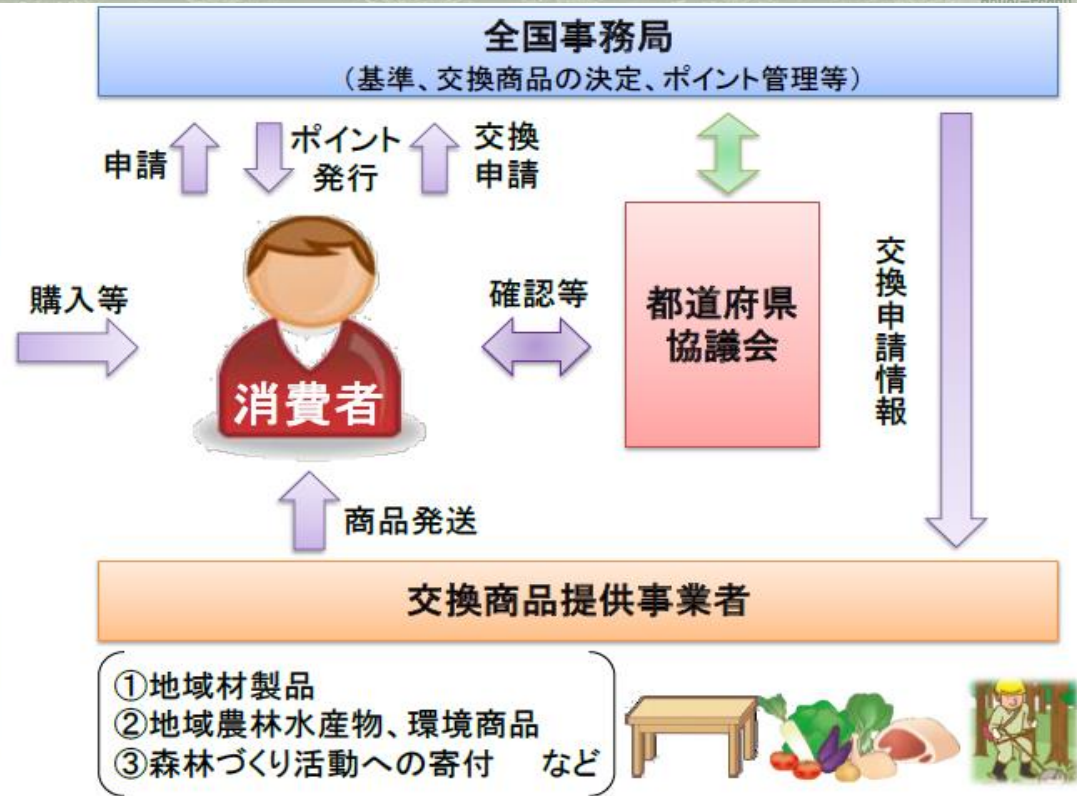 全国事務局
（基準、交換商品の決定、ポイント管理等）
申請
ポイント
発行
交換
申請
購入等
消費者
確認等
都道府県
協議会
交換申請情報
商品発送
交換商品提供事業者
①地域材製品
②地域農林水産物、環境商品
③森林づくり活動への寄付　など